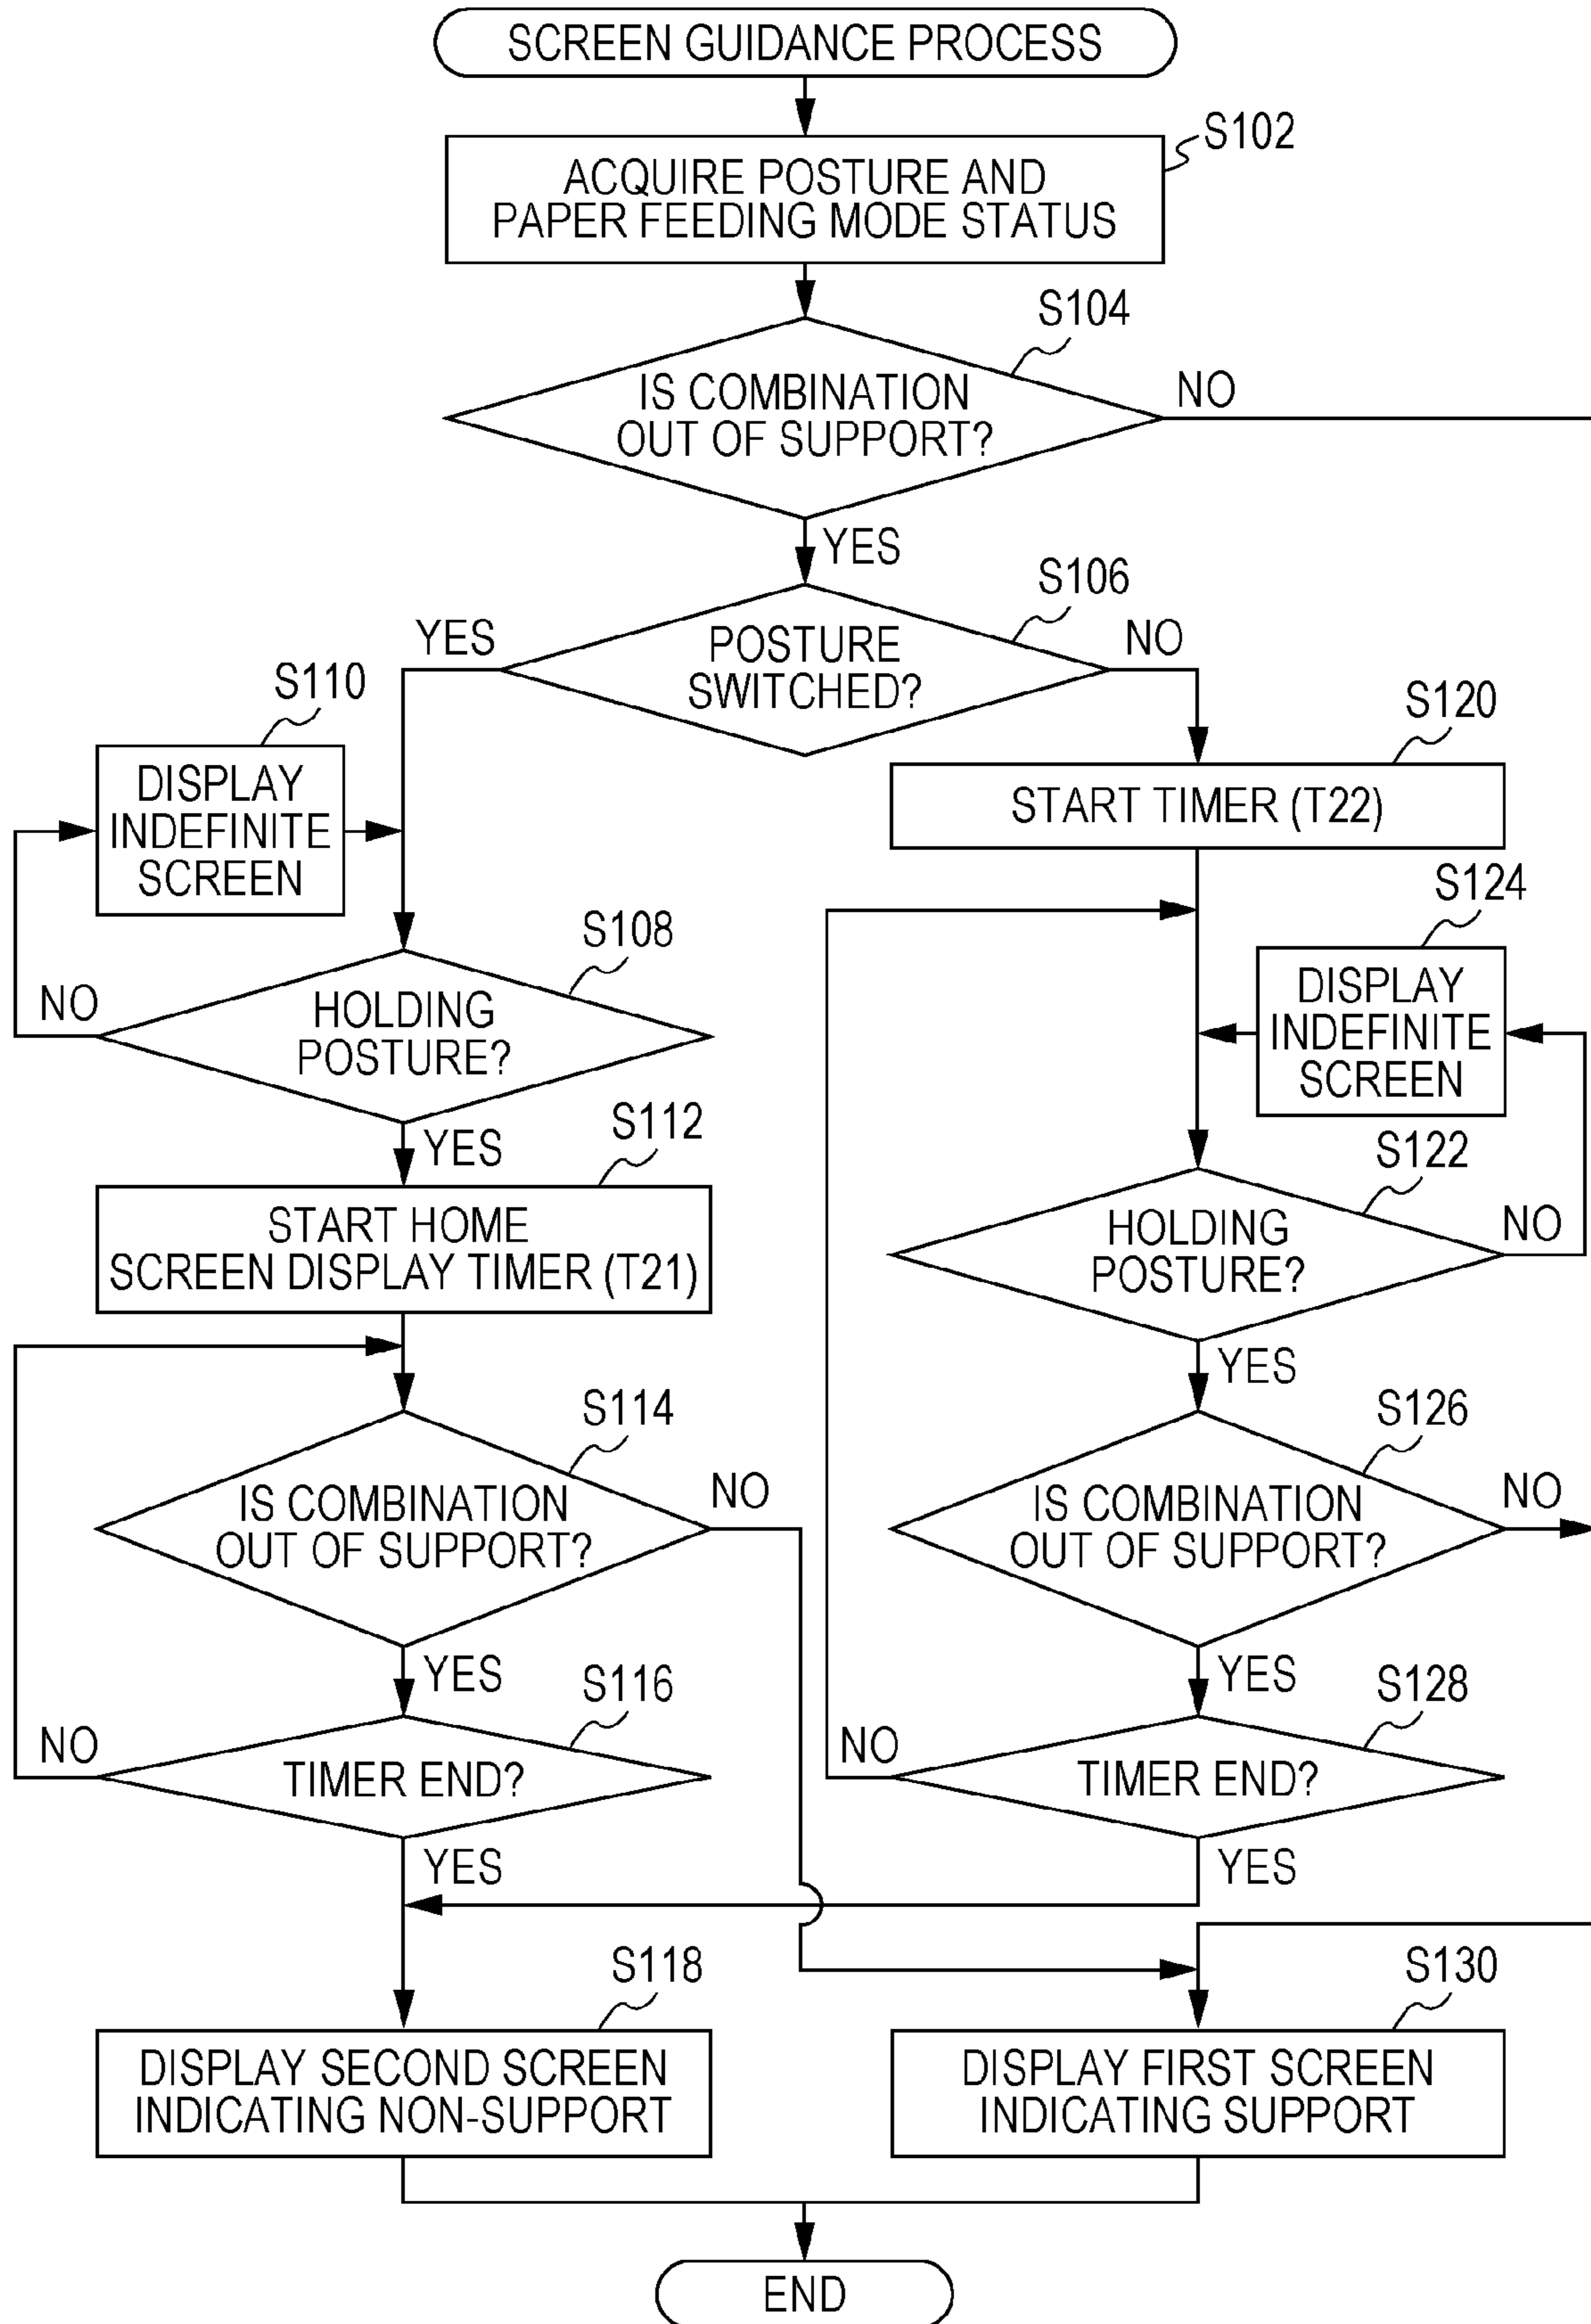 SCREEN GUIDANCE PROCESS
S102
ACQUIRE POSTURE AND
PAPER FEEDING MODE STATUS
S104
IS COMBINATION
OUT OF SUPPORT?
NO
YES
S106
POSTURE
SWITCHED?
YES
NO
S110
DISPLAY
INDEFINITE
SCREEN
S108
HOLDING
POSTURE?
NO
YES
S112
START HOME
SCREEN DISPLAY TIMER (T21)
S114
IS COMBINATION
OUT OF SUPPORT?
NO
YES
S116
TIMER END?
NO
YES
S118
DISPLAY SECOND SCREEN
INDICATING NON-SUPPORT
S120
START TIMER (T22)
S124
DISPLAY
INDEFINITE
SCREEN
S122
HOLDING
POSTURE?
NO
YES
S126
IS COMBINATION
OUT OF SUPPORT?
NO
YES
S128
TIMER END?
NO
YES
S130
DISPLAY FIRST SCREEN
INDICATING SUPPORT
END